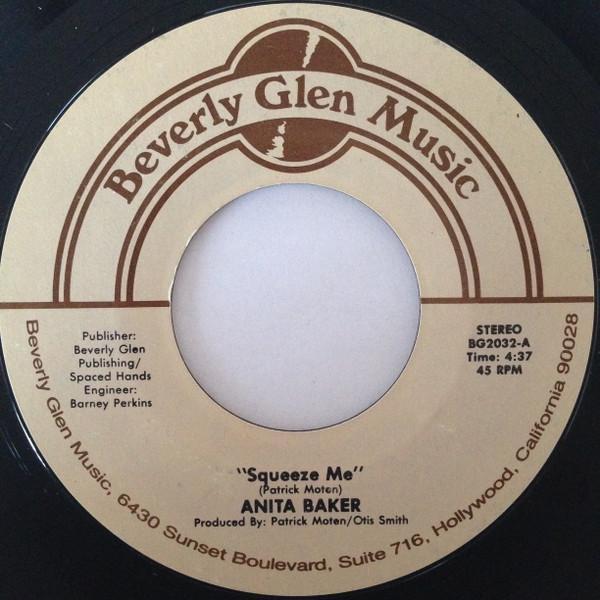 Beverly Glen Music
Publisher:
Beverly Glen
Publishing/
Spaced Hands
Engineer:
Barney Perkins
STEREO
BG2032-A
Time: 4:37
45 RPM
"Squeeze Me"
(Patrick Moten)
ANITA BAKER
Produced By: Patrick Moten/Otis Smith
Beverly Glen Music, 6430 Sunset Boulevard, Suite 716, Hollywood, California 90028